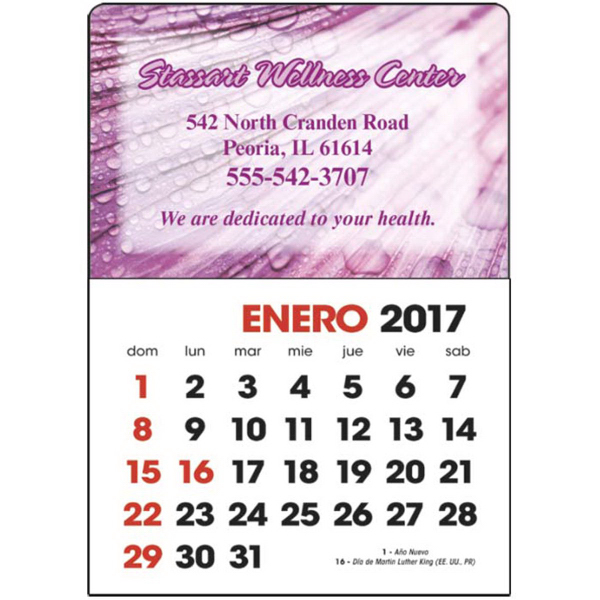 Stassart Wellness Center
542 North Cranden Road
Peoria, IL 61614
555-542-3707
We are dedicated to your health.
ENERO 2017
dom lun mar mie jue vie sab
1 2 3 4 5 6 7
8 9 10 11 12 13 14
15 16 17 17 19 20 21
22 23 24 25 26 27 28
29 30 31
1 - Año Nuevo
16 - Día de Martin Luther King (EE. UU., PR)